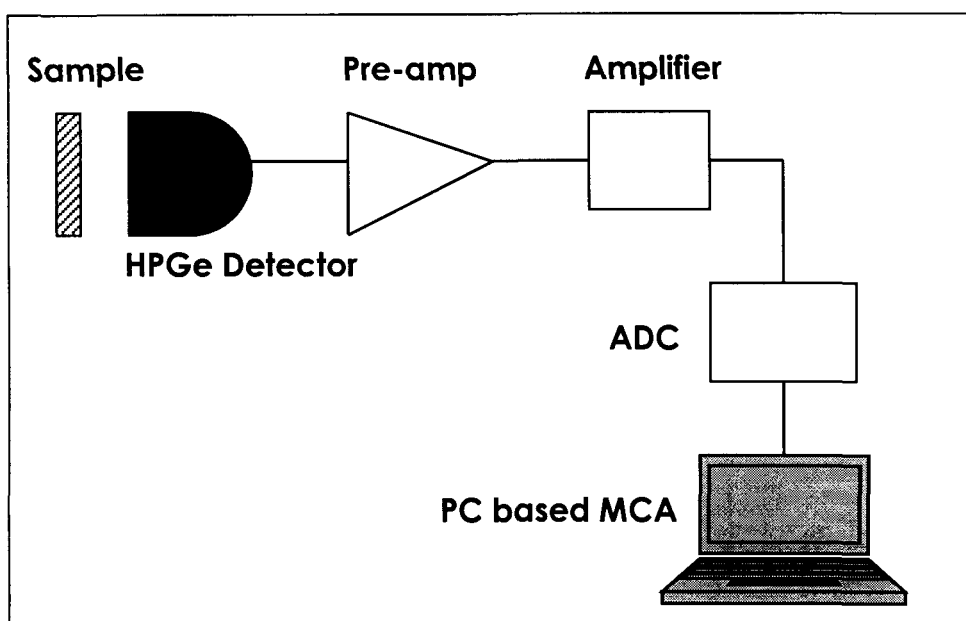 Sample
Pre-amp
Amplifier
HPGe Detector
ADC
PC based MCA